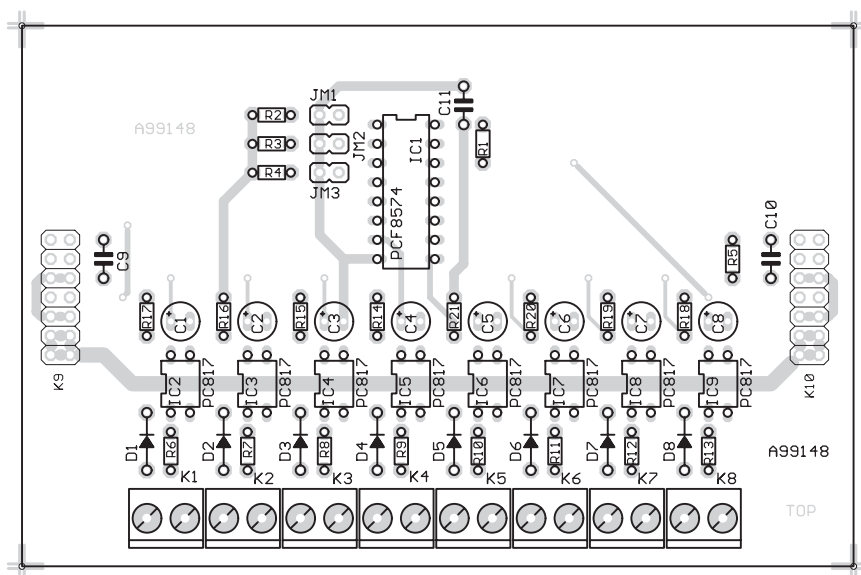 JM1
R2
C11
A99148
R3
JM2
IC1
R1
R4
JM3
PCF8574
C10
C9
R5
R17
C1
R16
C2
R15
C3
R14
C4
R21
C5
R20
C6
R19
C7
R18
C8
K9
IC2
PC817
IC3
PC817
IC4
PC817
IC5
PC817
IC6
PC817
IC7
PC817
IC8
PC817
IC9
PC817
K10
D1
R6
D2
R7
D3
R8
D4
R9
D5
R10
D6
R11
D7
R12
D8
R13
A99148
K1
K2
K3
K4
K5
K6
K7
K8
TOP